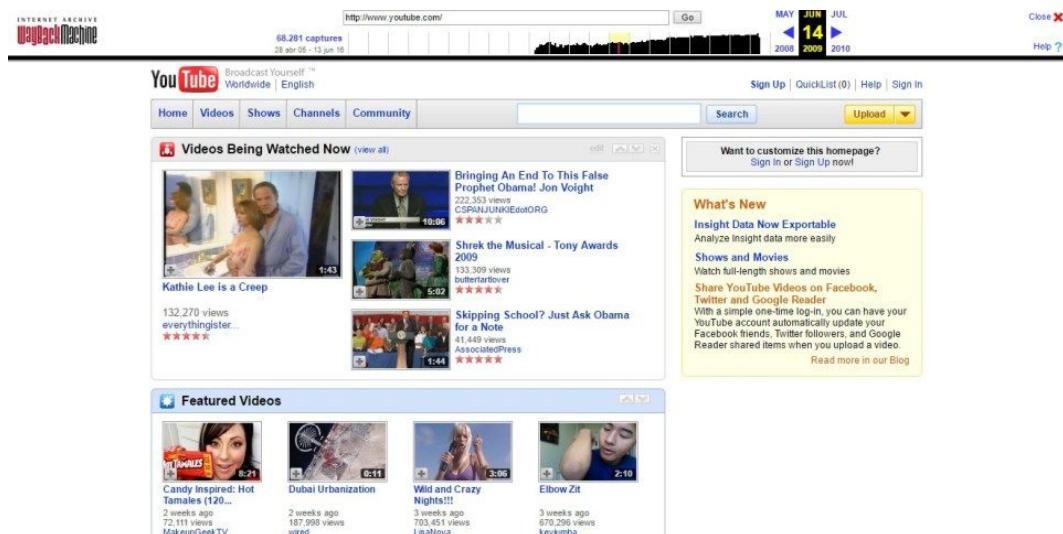 INTERNET ARCHIVE
WayBackMachine
http://www.youtube.com/
Go
68.281 captures
28 abr 05 - 13 jun 16
MAY JUN JUL
14
2008 2009 2010
Close
Help ?
YouTube
Broadcast Yourself ™
Worldwide | English
Sign Up | QuickList (0) | Help | Sign In
Home Videos Shows Channels Community
Search
Upload
Videos Being Watched Now (view all)
edit
1:43
Kathie Lee is a Creep
132,270 views
everythingister...
10:06
Bringing An End To This False
Prophet Obama! Jon Voight
222,353 views
CSPANJUNKIEdotORG
5:02
Shrek the Musical - Tony Awards
2009
133,309 views
buttertartlover
1:44
Skipping School? Just Ask Obama
for a Note
41,449 views
AssociatedPress
Want to customize this homepage?
Sign In or Sign Up now!
What's New
Insight Data Now Exportable
Analyze Insight data more easily
Shows and Movies
Watch full-length shows and movies
Share YouTube Videos on Facebook,
Twitter and Google Reader
With a simple one-time log-in, you can have your
YouTube account automatically update your
Facebook friends, Twitter followers, and Google
Reader shared items when you upload a video.
Read more in our Blog
Featured Videos
TAMALES
8:21
Candy Inspired: Hot
Tamales (120...
2 weeks ago
72,111 views
MakeupGeekTV
0:11
Dubai Urbanization
2 weeks ago
187,998 views
wired
3:06
Wild and Crazy
Nights!!!
3 weeks ago
703,451 views
LisaNova
2:10
Elbow Zit
3 weeks ago
670,296 views
kevjumba